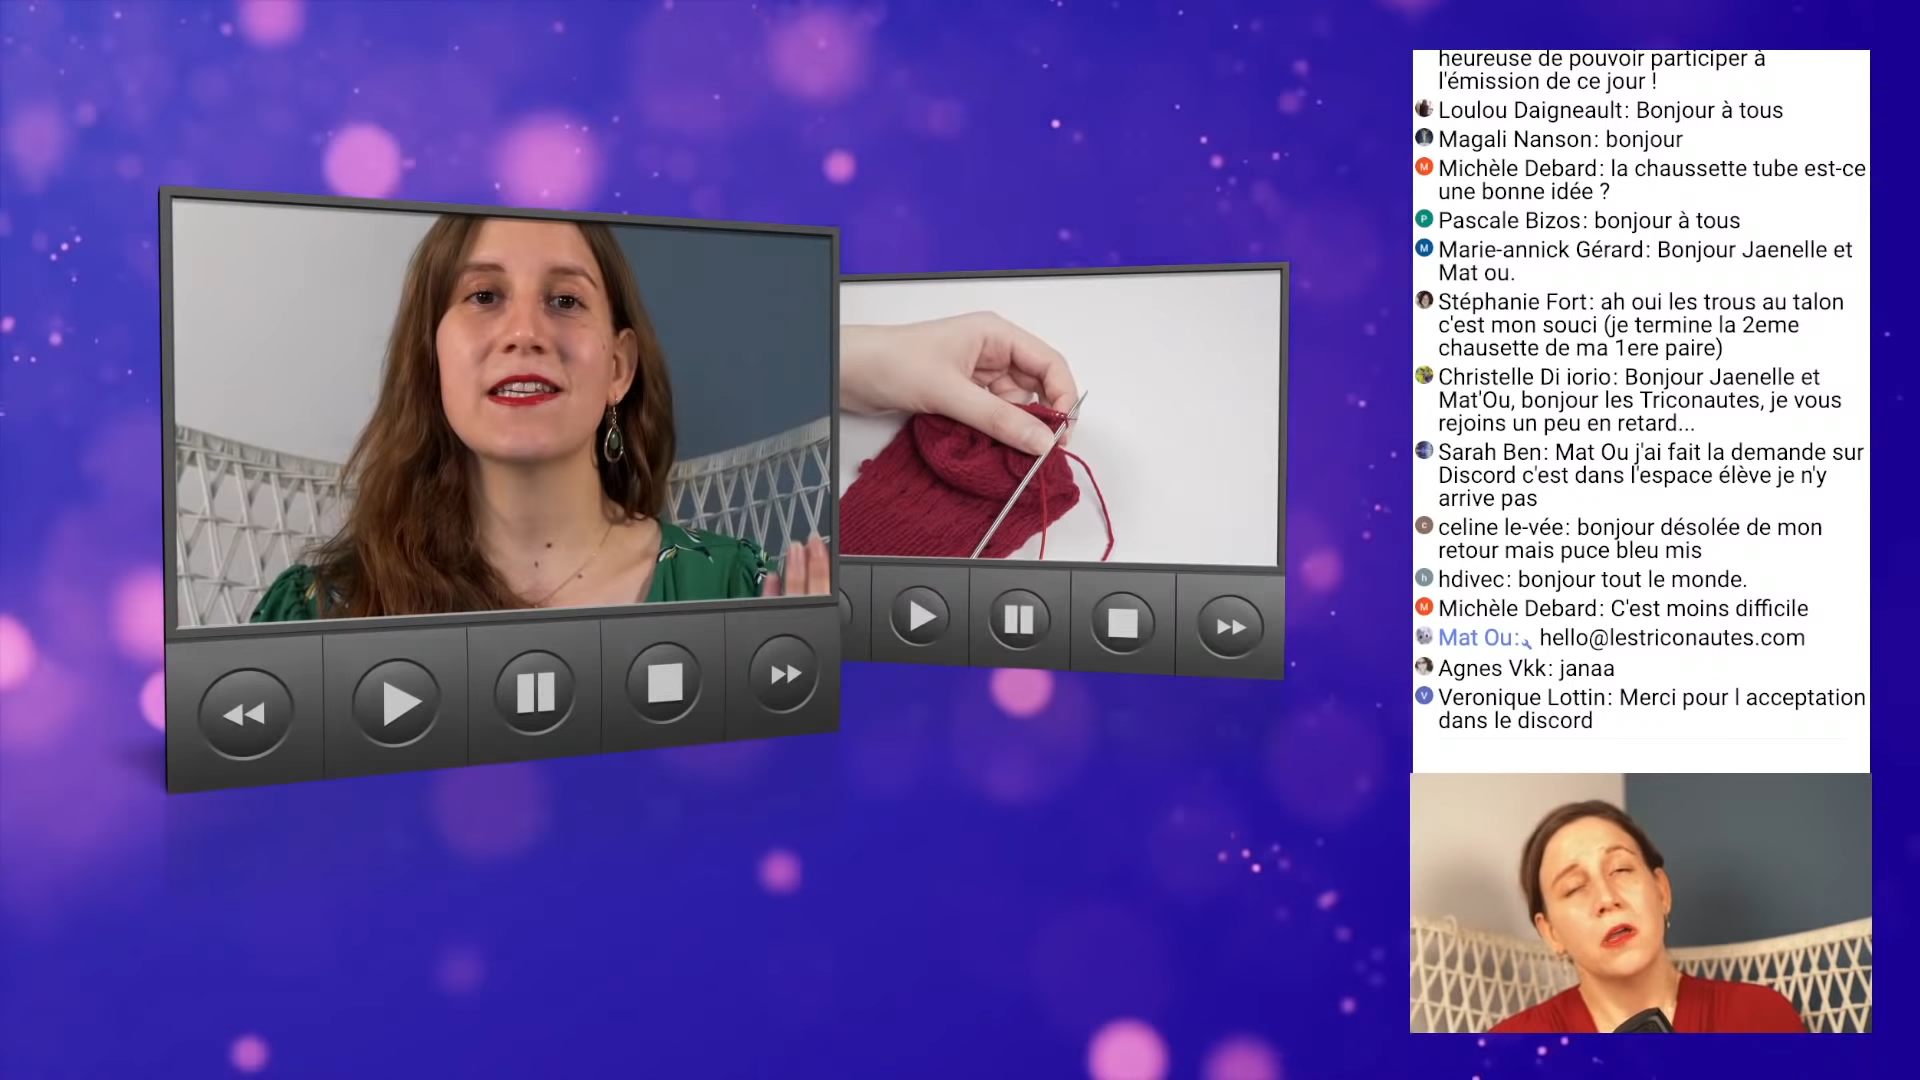 heureuse de pouvoir participer à
l'émission de ce jour !
Loulou Daigneault: Bonjour à tous
Magali Nanson: bonjour
M Michèle Debard: la chaussette tube est-ce
une bonne idée ?
P Pascale Bizos: bonjour à tous
M Marie-annick Gérard: Bonjour Jaenelle et
Mat ou.
Stéphanie Fort: ah oui les trous au talon
c'est mon souci (je termine la 2eme
chausette de ma 1ere paire)
Christelle Di iorio: Bonjour Jaenelle et
Mat'Ou, bonjour les Triconautes, je vous
rejoins un peu en retard...
Sarah Ben: Mat Ou j'ai fait la demande sur
Discord c'est dans l'espace élève je n'y
arrive pas
c celine le-vée: bonjour désolée de mon
retour mais puce bleu mis
h hdivec: bonjour tout le monde.
M Michèle Debard: C'est moins difficile
Mat Ou: hello@lestriconautes.com
Agnes Vkk: janaa
V Veronique Lottin: Merci pour l acceptation
dans le discord